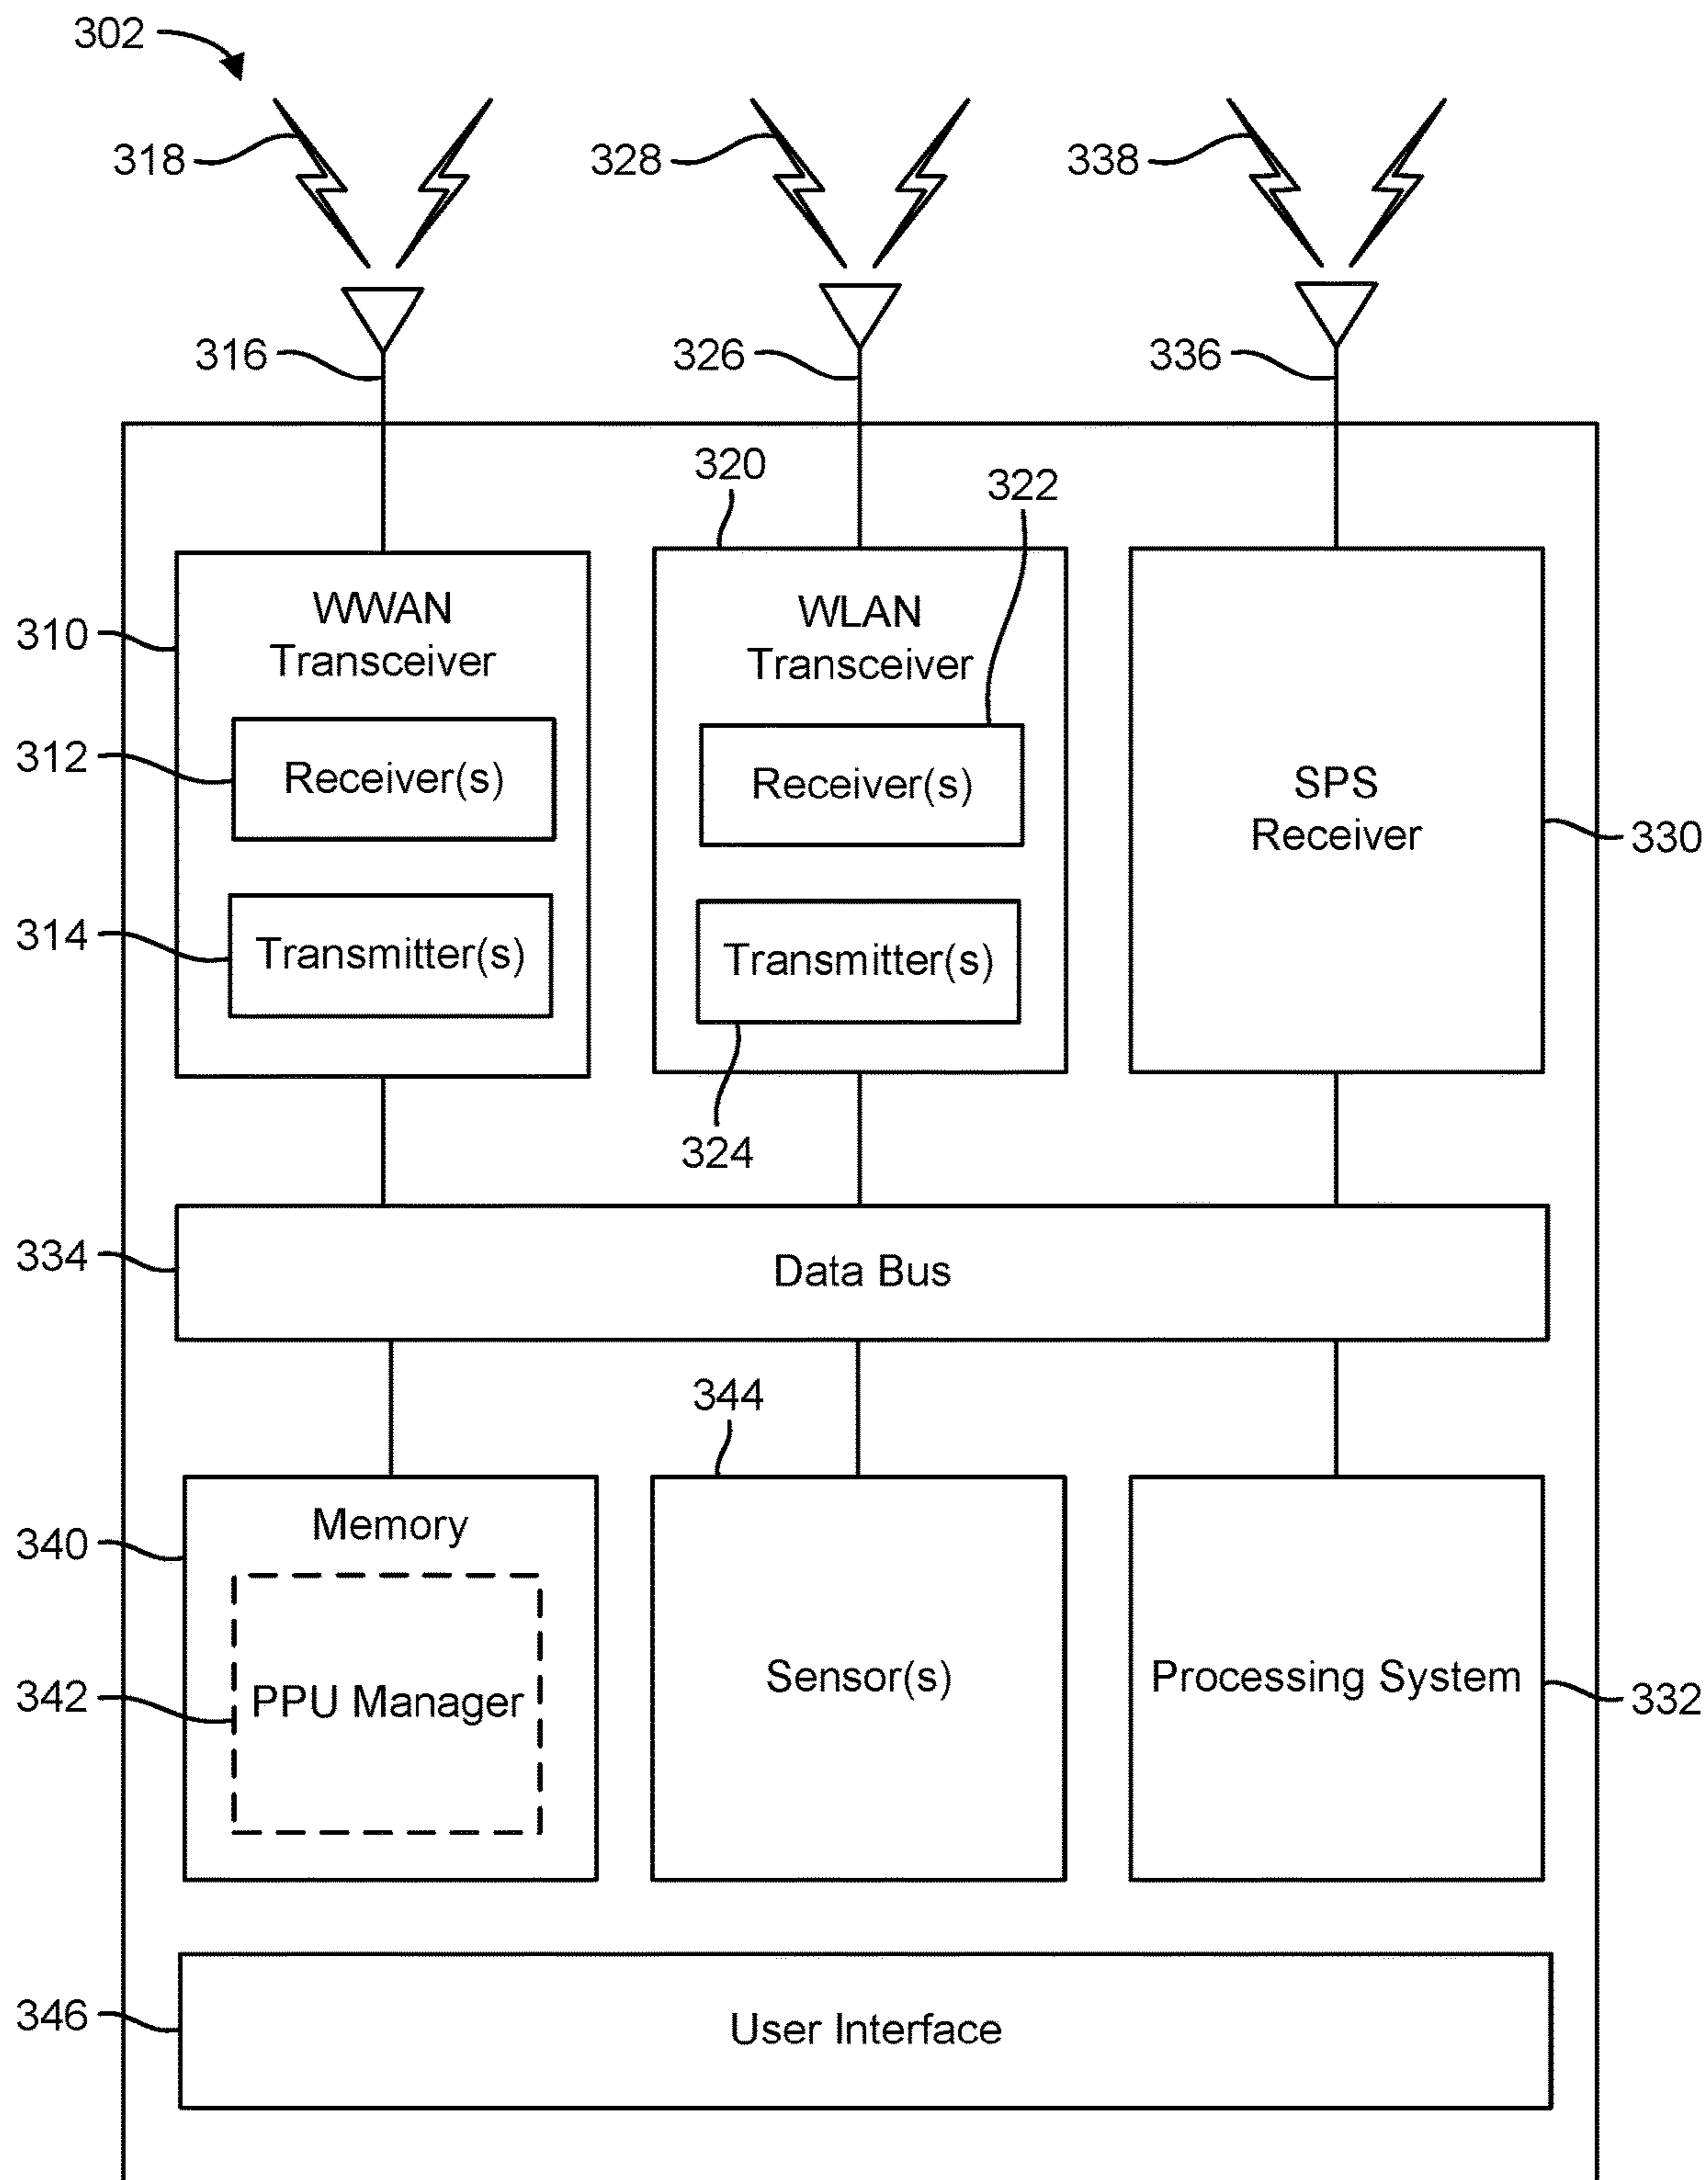 302
318
328
338
316
326
336
320
322
310
WWAN
Transceiver
WLAN
Transceiver
312
Receiver(s)
Receiver(s)
SPS
Receiver
330
314
Transmitter(s)
Transmitter(s)
324
334
Data Bus
344
340
Memory
342
PPU Manager
Sensor(s)
Processing System
332
346
User Interface